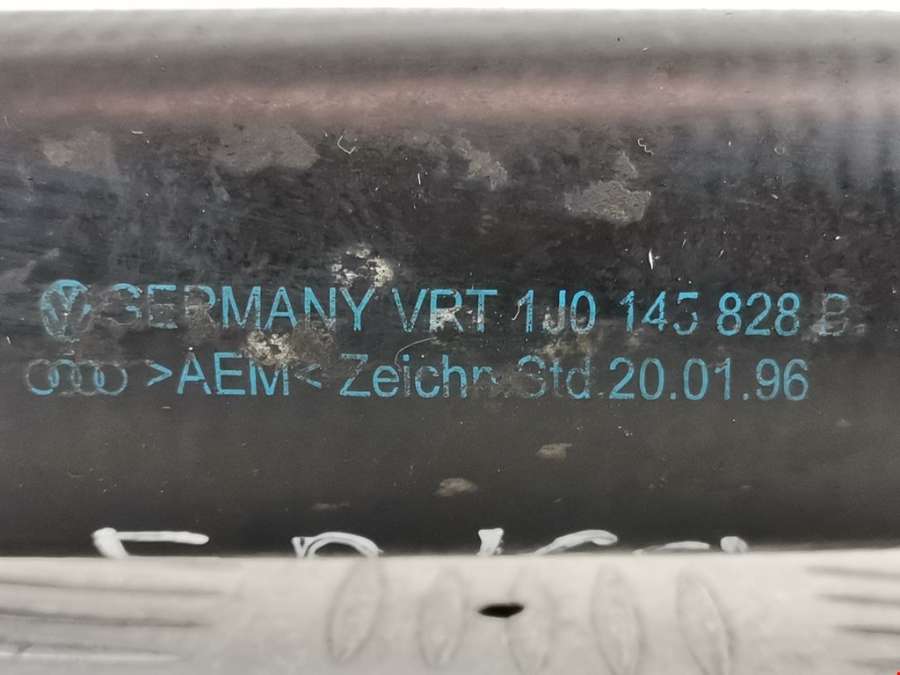 GERMANY VRT 1J0 145 828 B
>AEM< Zeichn.Std.20.01.96